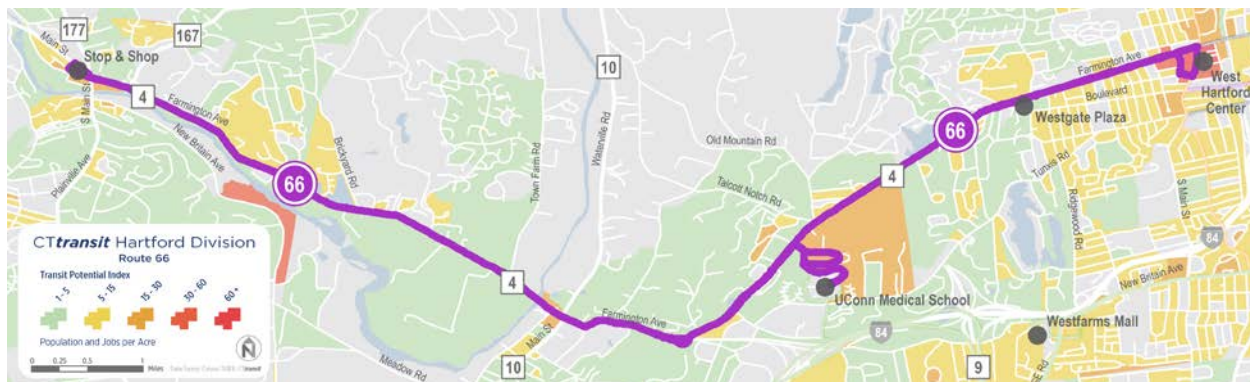 177
167
Main St
Stop & Shop
S Main St
4
Farmington Ave
New Britain Ave
Plainville Ave
66
Brickyard Rd
Town Farm Rd
10
Waterville Rd
4
Old Mountain Rd
Talcott Notch Rd
4
66
Farmington Ave
Boulevard
Westgate Plaza
West
Hartford
Center
Tunxis Rd
Ridgewood Rd
S Main St
84
New Britain Ave
UConn Medical School
Westfarms Mall
84
9
Farmington Ave
Main St
10
Meadow Rd
CTtransit Hartford Division
Route 66
Transit Potential Index
1 - 5
5 - 15
15 - 30
30 - 60
60 +
Population and Jobs per Acre
0 0.25 0.5 1
Miles
N